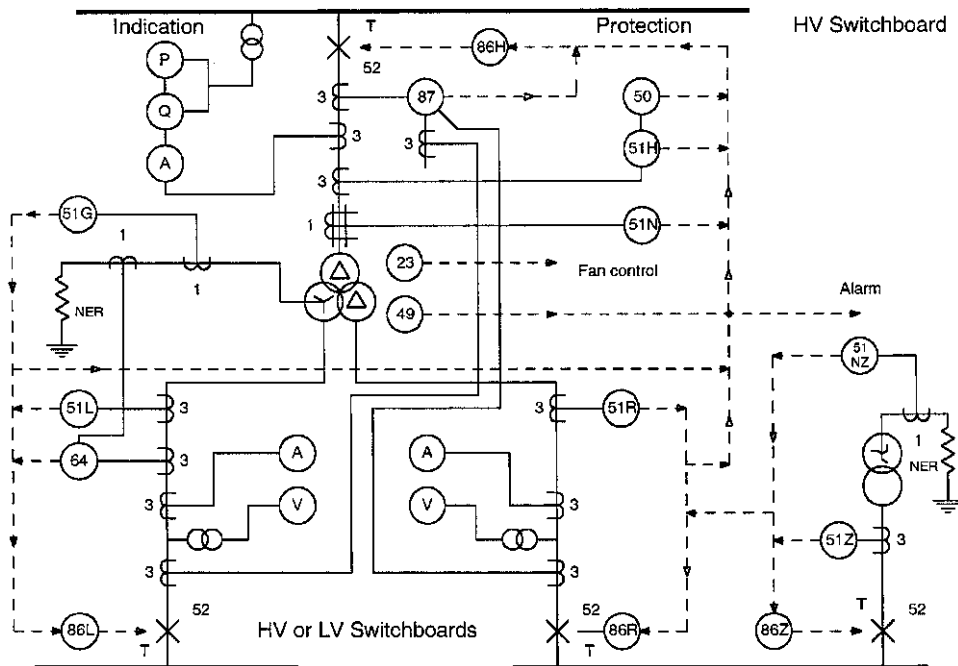 Indication
T
Protection
HV Switchboard
P
86H
52
Q
3
87
50
3
3
A
51H
3
51G
1
51N
1
23
Fan control
1
NER
49
Alarm
51
NZ
51L
3
3
51R
64
3
A
A
1
NER
3
V
V
3
51Z
3
3
3
52
52
T
52
86L
T
HV or LV Switchboards
T
86R
86Z